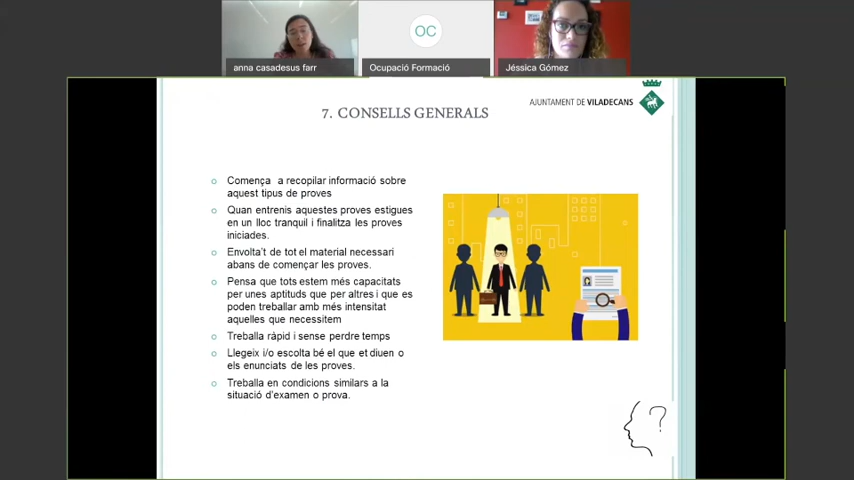 OC
anna casadesus farr
Ocupació Formació
Jéssica Gómez
7. CONSELLS GENERALS
AJUNTAMENT DE VILADECANS
Comença a recopilar informació sobre
aquest tipus de proves
Quan entrenis aquestes proves estigues
en un lloc tranquil i finalitza les proves
iniciades.
Envolta't de tot el material necessari
abans de començar les proves.
Pensa que tots estem més capacitats
per unes aptituds que per altres i que es
poden treballar amb més intensitat
aquelles que necessitem
Treballa ràpid i sense perdre temps
Llegeix i/o escolta bé el que et diuen o
els enunciats de les proves.
Treballa en condicions similars a la
situació d'examen o prova.
?